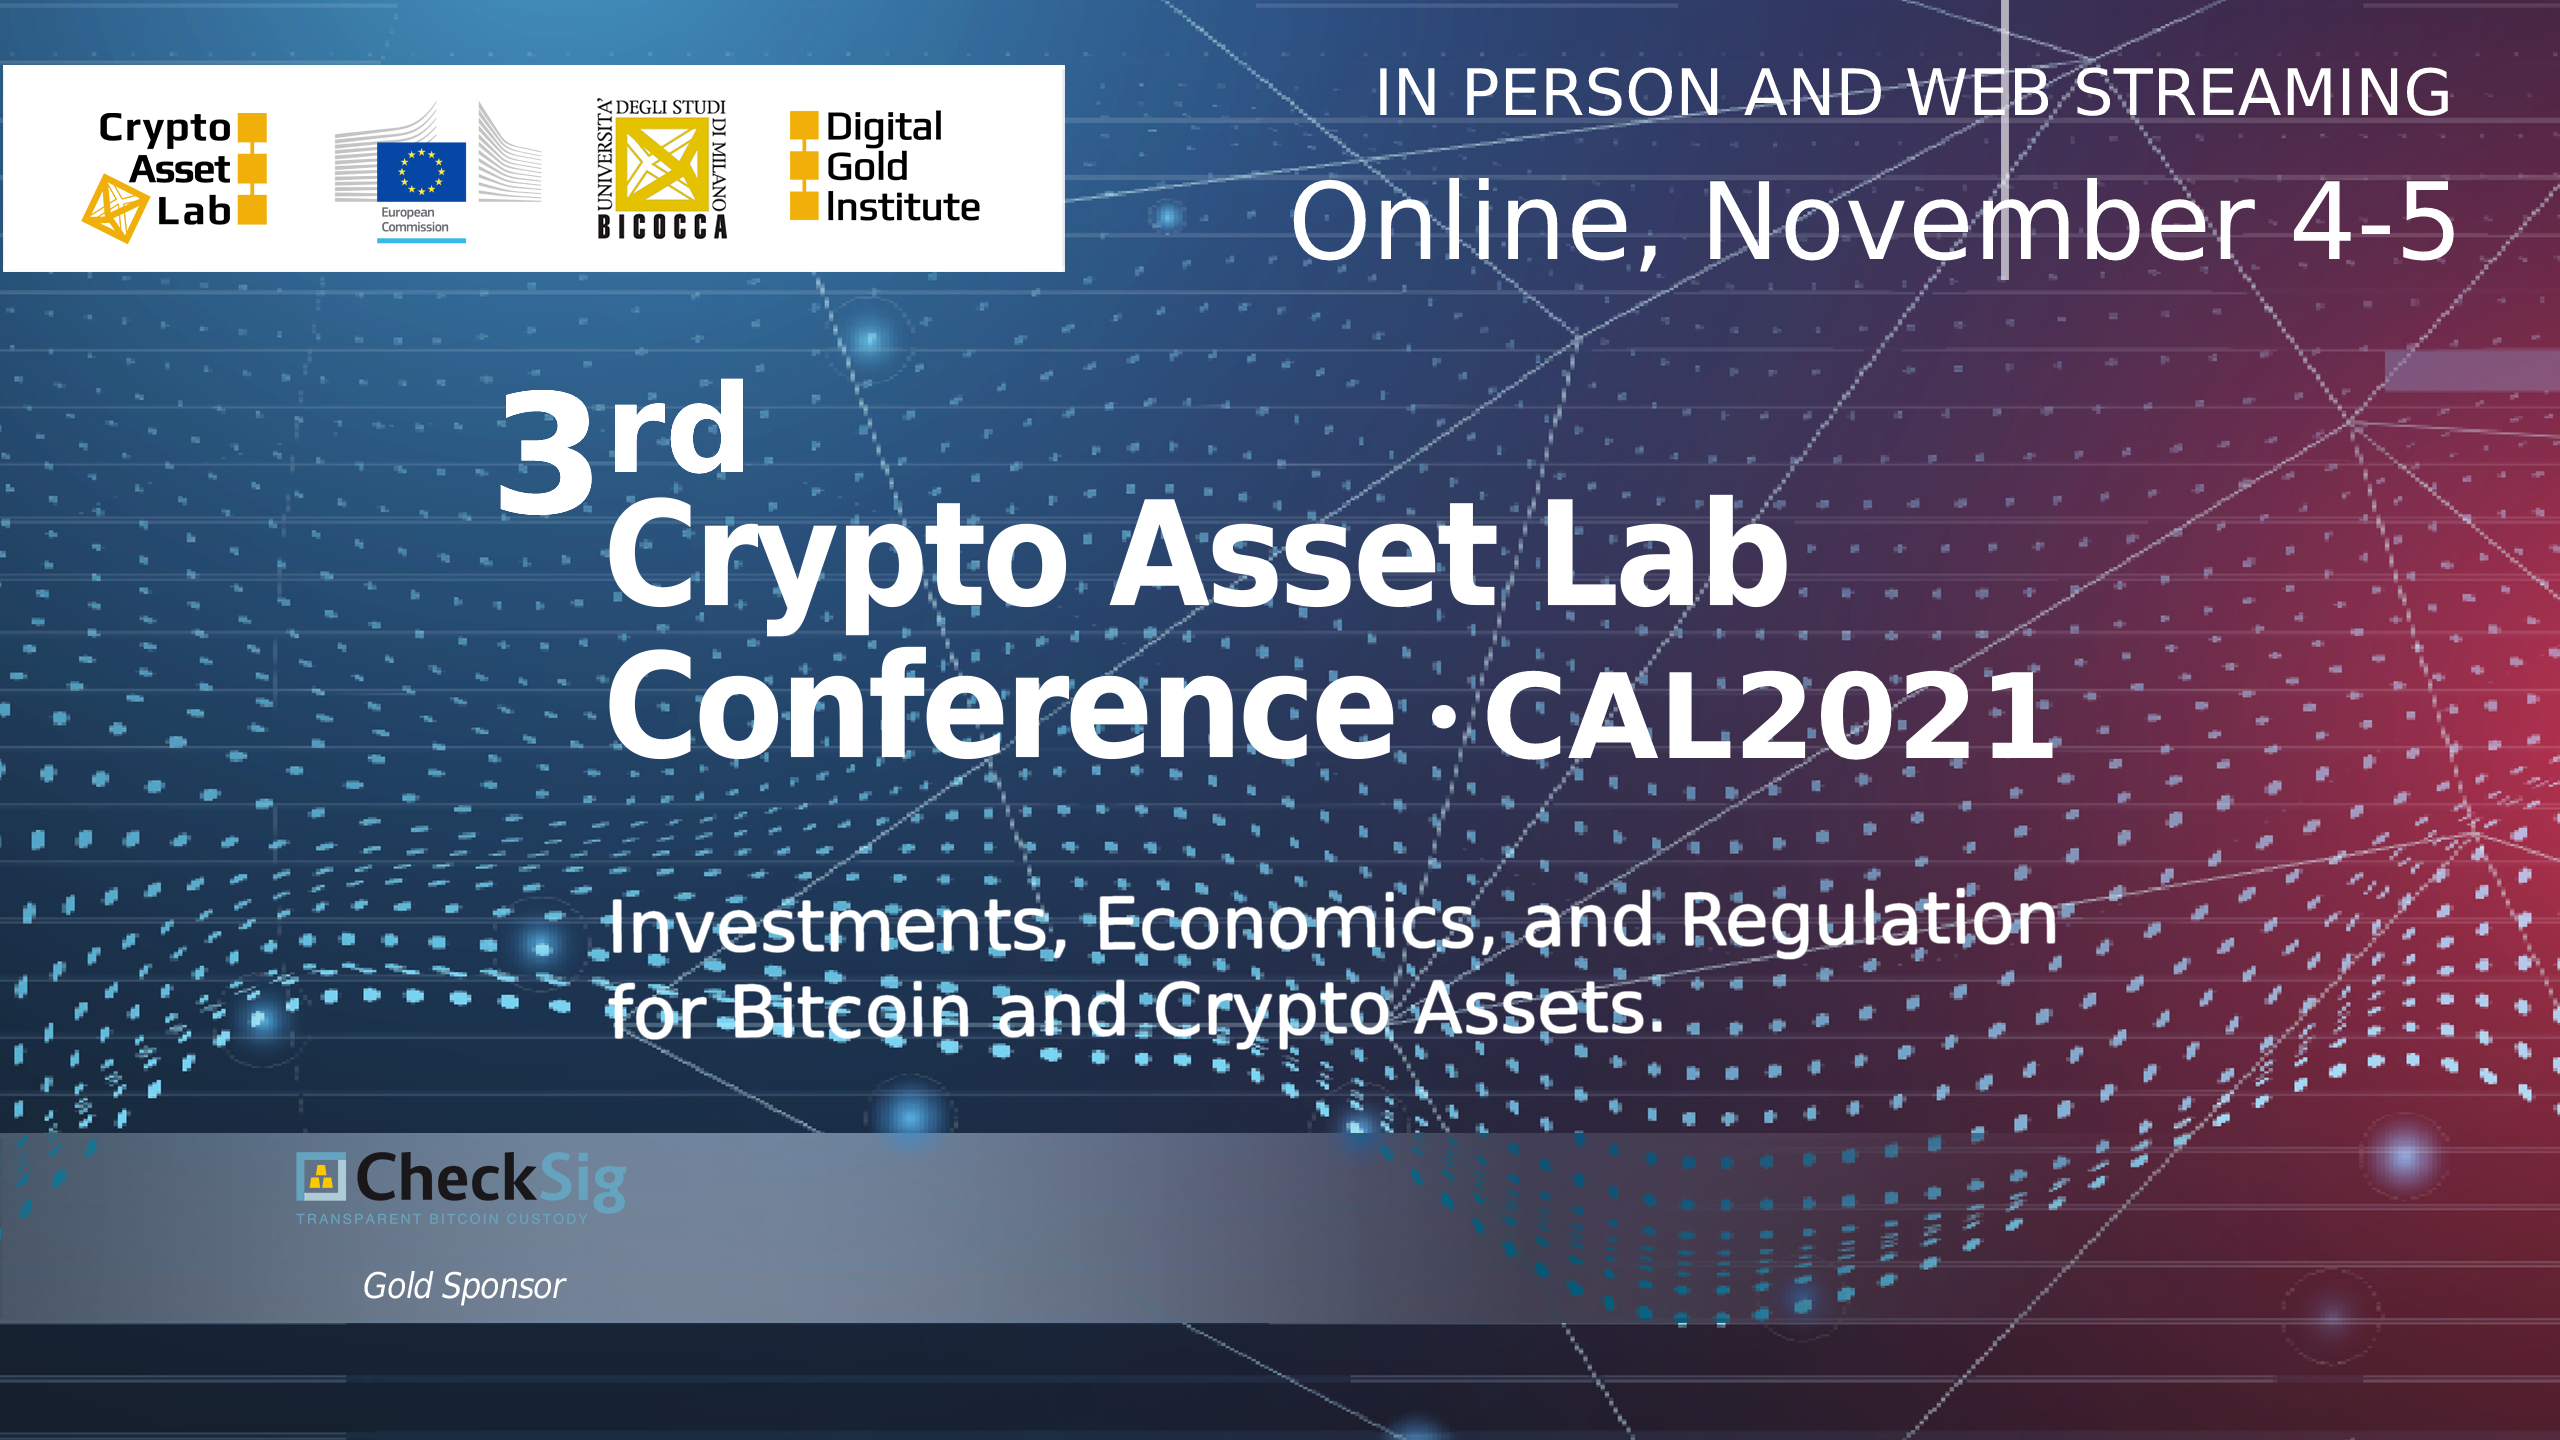 Crypto
Asset
Lab
European
Commission
UNIVERSITA' DEGLI STUDI DI MILANO
BICOCCA
Digital
Gold
Institute
IN PERSON AND WEB STREAMING
Online, November 4-5
3rd
Crypto Asset Lab
Conference · CAL2021
Investments, Economics, and Regulation
for Bitcoin and Crypto Assets.
CheckSig
TRANSPARENT BITCOIN CUSTODY
Gold Sponsor